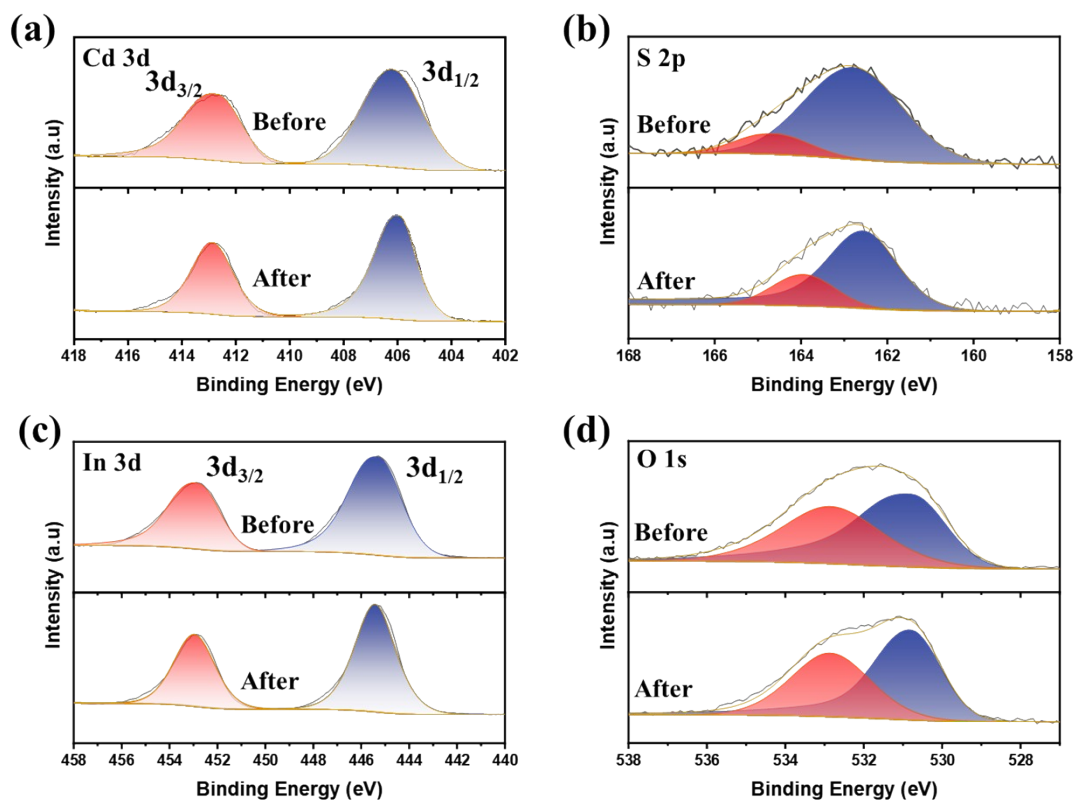 (a)
Cd 3d
3d3/2
3d1/2
Before
After
Intensity (a.u)
418 416 414 412 410 408 406 404 402
Binding Energy (eV)
(b)
S 2p
Before
After
Intensity (a.u)
168 166 164 162 160 158
Binding Energy (eV)
(c)
In 3d
3d3/2
3d1/2
Before
After
Intensity (a.u)
458 456 454 452 450 448 446 444 442 440
Binding Energy (eV)
(d)
O 1s
Before
After
Intensity (a.u)
538 536 534 532 530 528
Binding Energy (eV)